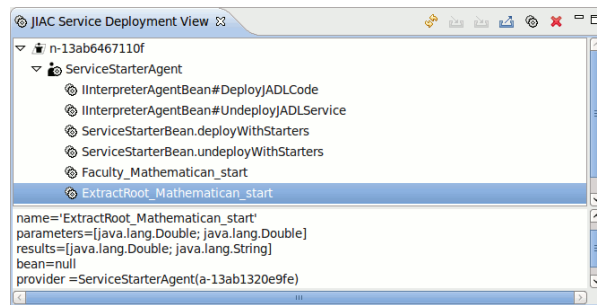 JIAC Service Deployment View
n-13ab6467110f
ServiceStarterAgent
IInterpreterAgentBean#DeployJADLCode
IInterpreterAgentBean#UndeployJADLService
ServiceStarterBean.deployWithStarters
ServiceStarterBean.undeployWithStarters
Faculty_Mathematican_start
ExtractRoot_Mathematican_start
name='ExtractRoot_Mathematican_start'
parameters=[java.lang.Double; java.lang.Double]
results=[java.lang.Double; java.lang.String]
bean=null
provider =ServiceStarterAgent(a-13ab1320e9fe)